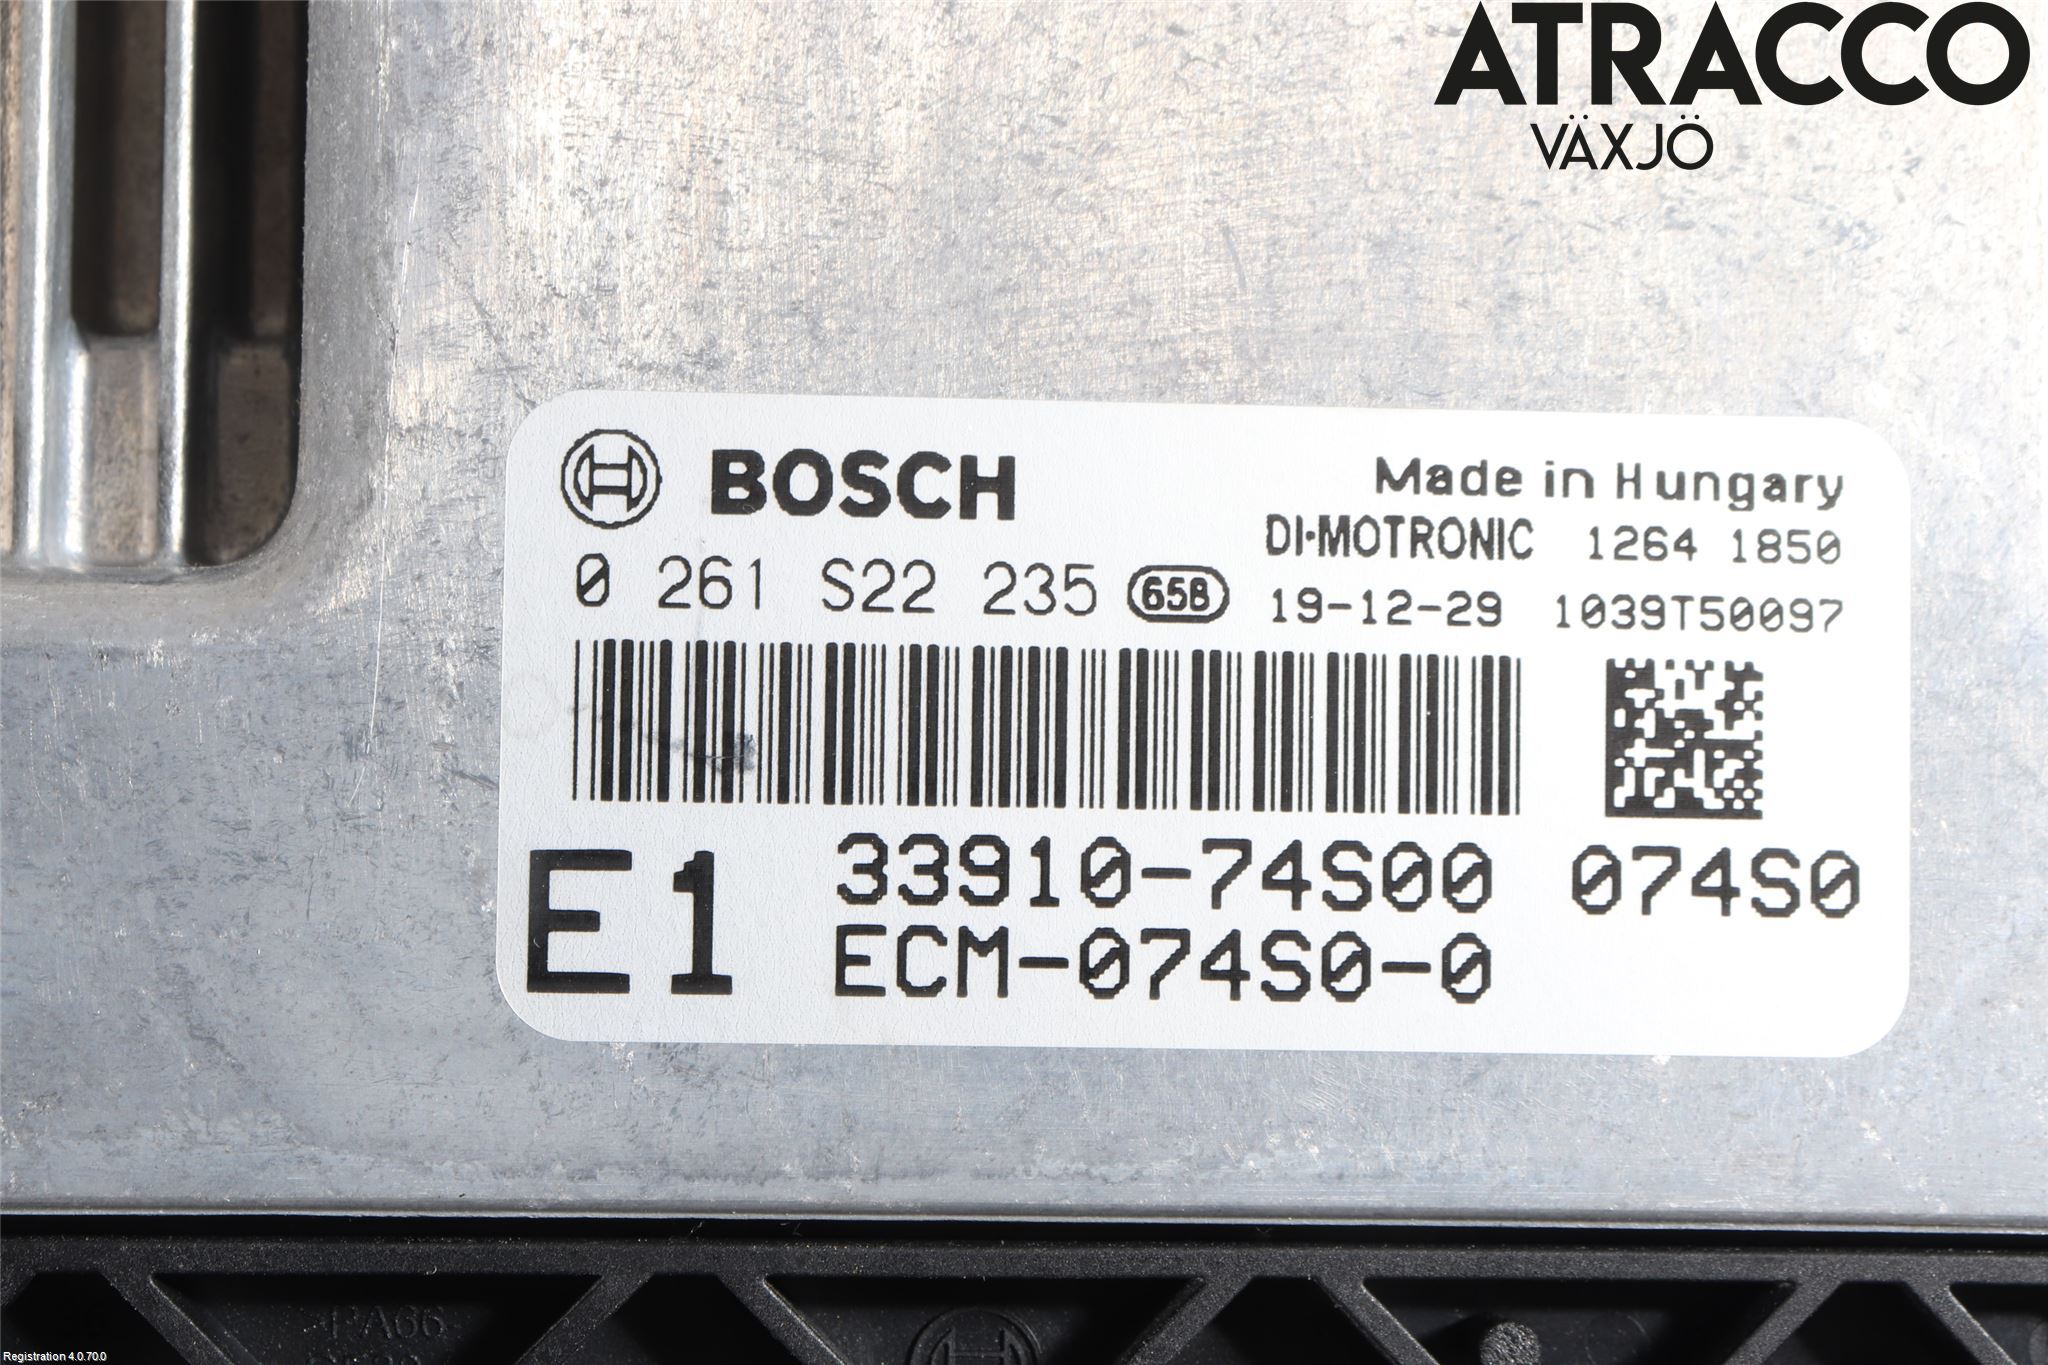 ATRACCO
VÄXJÖ
BOSCH
Made in Hungary
DI·MOTRONIC 1264 1850
0 261 S22 235 65B 19-12-29 1039T50097
E1
33910-74S00 074S0
ECM-074S0-0
PA66
Registration 4.0.70.0